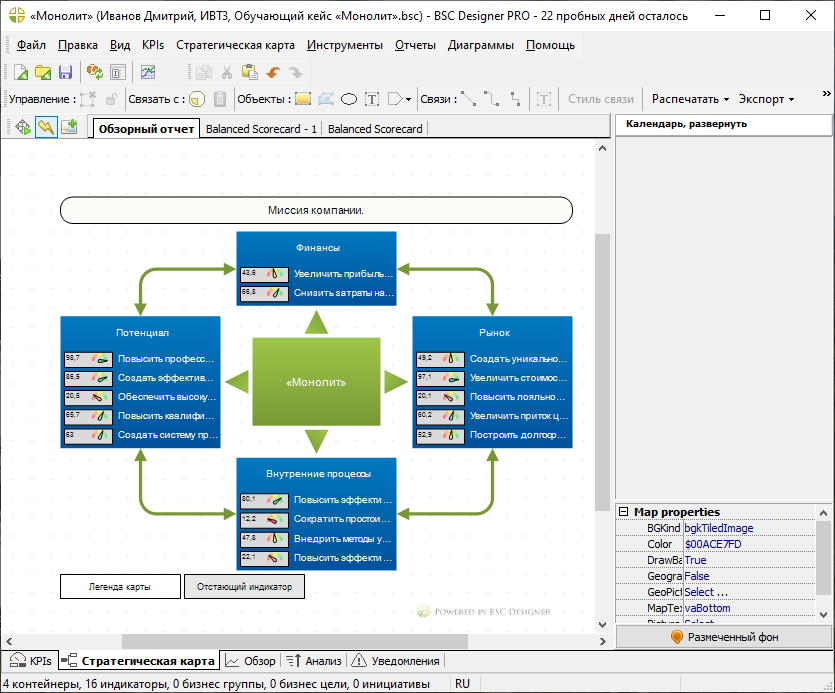 «Монолит» (Иванов Дмитрий, ИВТ3, Обучающий кейс «Монолит».bsc) - BSC Designer PRO - 22 пробных дней осталось
Файл Правка Вид KPIs Стратегическая карта Инструменты Отчеты Диаграммы Помощь
Управление : Связать с : Объекты : Связи : Стиль связи Распечатать Экспорт
Обзорный отчет Balanced Scorecard - 1 Balanced Scorecard
Календарь, развернуть
Миссия компании.
Финансы
43,6 Увеличить прибыль...
66,8 Снизить затраты на...
Потенциал
98,7 Повысить професс...
86,5 Создать эффектив...
20,5 Обеспечить высоку...
65,7 Повысить квалифи...
63 Создать систему пр...
«Монолит»
Рынок
49,2 Создать уникально...
97,1 Увеличить стоимос...
20,1 Повысить лояльно...
60,2 Увеличить приток ц...
52,9 Построить долгоср...
Внутренние процессы
80,1 Повысить эффекти...
12,2 Сократить простои...
47,8 Внедрить методы у...
22,1 Повысить эффекти...
Легенда карты
Отстающий индикатор
Powered by BSC-Designer
Map properties
BGKind bgkTiledImage
Color $00ACE7FD
DrawBa True
Geogra False
GeoPict Select ...
MapTex vaBottom
Размеченный фон
KPIs Стратегическая карта Обзор Анализ Уведомления
4 контейнеры, 16 индикаторы, 0 бизнес группы, 0 бизнес цели, 0 инициативы RU